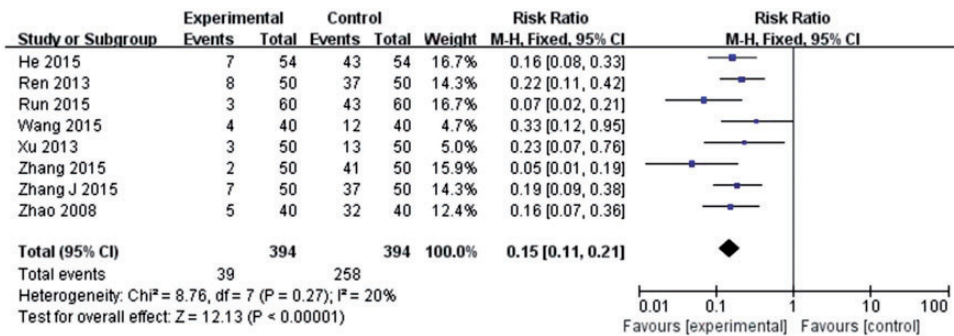 Experimental Control Risk Ratio Risk Ratio
Study or Subgroup Events Total Events Total Weight M-H, Fixed, 95% CI M-H, Fixed, 95% CI
He 2015 7 54 43 54 16.7% 0.16 [0.08, 0.33]
Ren 2013 8 50 37 50 14.3% 0.22 [0.11, 0.42]
Run 2015 3 60 43 60 16.7% 0.07 [0.02, 0.21]
Wang 2015 4 40 12 40 4.7% 0.33 [0.12, 0.95]
Xu 2013 3 50 13 50 5.0% 0.23 [0.07, 0.76]
Zhang 2015 2 50 41 50 15.9% 0.05 [0.01, 0.19]
Zhang J 2015 7 50 37 50 14.3% 0.19 [0.09, 0.38]
Zhao 2008 5 40 32 40 12.4% 0.16 [0.07, 0.36]
Total (95% CI) 394 394 100.0% 0.15 [0.11, 0.21]
Total events 39 258
Heterogeneity: Chi² = 8.76, df = 7 (P = 0.27); I² = 20%
Test for overall effect: Z = 12.13 (P < 0.00001)
0.01 0.1 1 10 100
Favours [experimental] Favours [control]